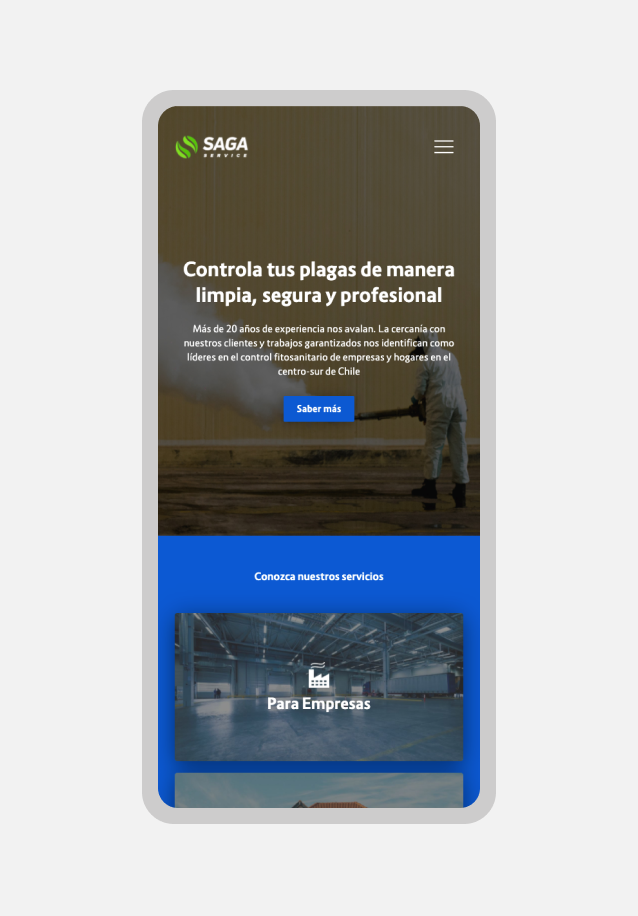 SAGA
SERVICE
Controla tus plagas de manera
limpia, segura y profesional
Más de 20 años de experiencia nos avalan. La cercanía con
nuestros clientes y trabajos garantizados nos identifican como
líderes en el control fitosanitario de empresas y hogares en el
centro-sur de Chile
Saber más
Conozca nuestros servicios
Para Empresas